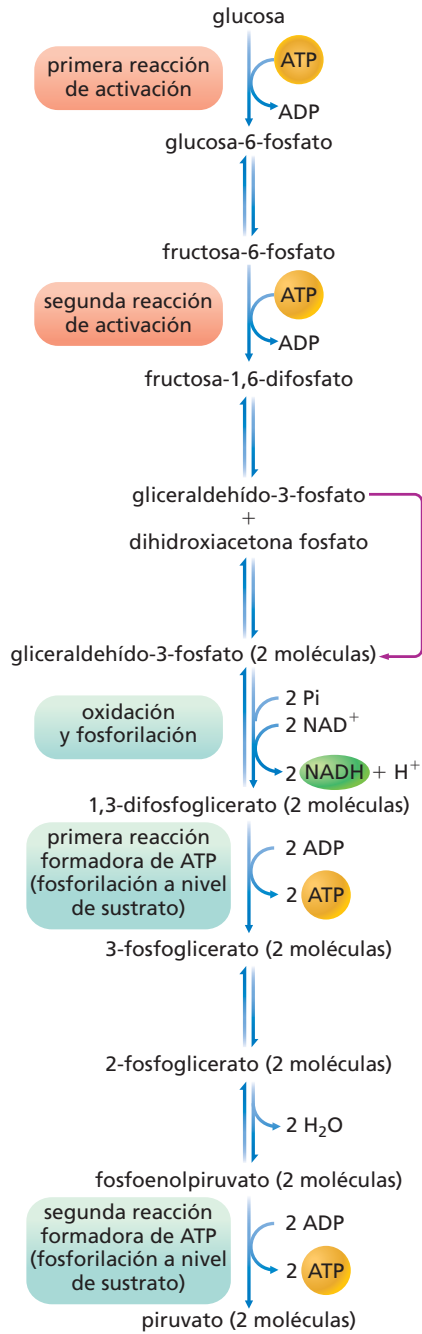 glucosa
primera reacción
de activación
ATP
ADP
glucosa-6-fosfato
fructosa-6-fosfato
segunda reacción
de activación
ATP
ADP
fructosa-1,6-difosfato
gliceraldehído-3-fosfato
+
dihidroxiacetona fosfato
gliceraldehído-3-fosfato (2 moléculas)
oxidación
y fosforilación
2 Pi
2 NAD⁺
2 NADH + H⁺
1,3-difosfoglicerato (2 moléculas)
primera reacción
formadora de ATP
(fosforilación a nivel
de sustrato)
2 ADP
2 ATP
3-fosfoglicerato (2 moléculas)
2-fosfoglicerato (2 moléculas)
2 H₂O
fosfoenolpiruvato (2 moléculas)
segunda reacción
formadora de ATP
(fosforilación a nivel
de sustrato)
2 ADP
2 ATP
piruvato (2 moléculas)